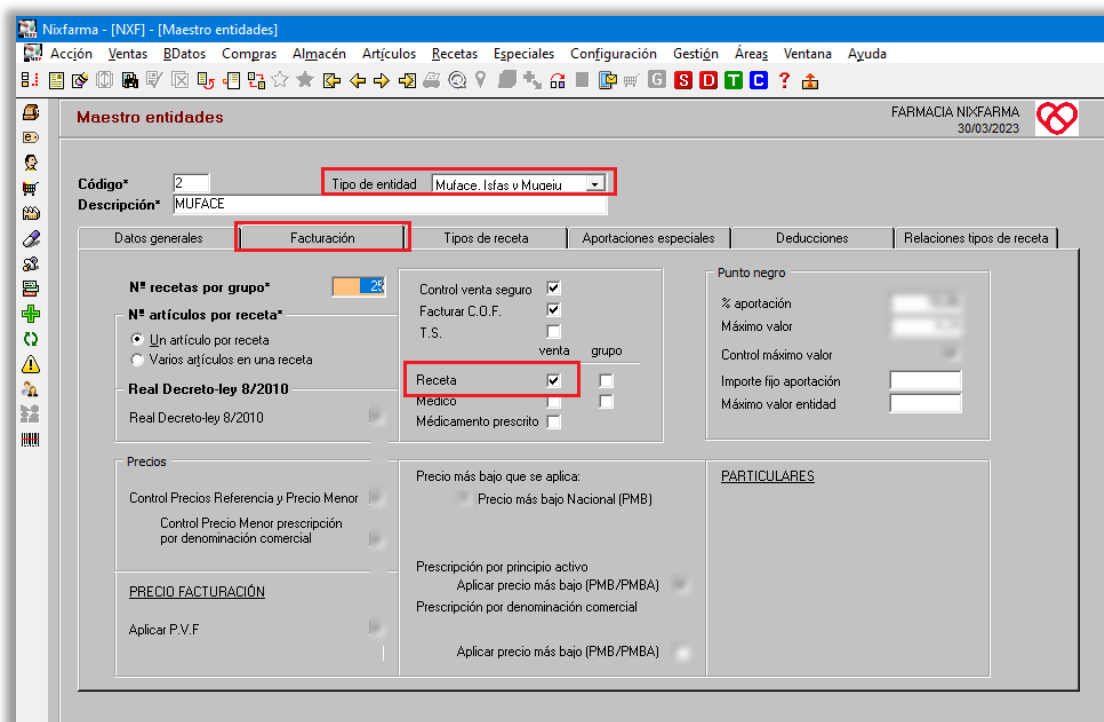 Nixfarma - [NXF] - [Maestro entidades]
Acción Ventas BDatos Compras Almacén Artículos Recetas Especiales Configuración Gestión Áreas Ventana Ayuda
G S D T C ?
Maestro entidades
FARMACIA NIXFARMA
30/03/2023
Código* 2 Tipo de entidad Muface, Isfas y Mugeju
Descripción* MUFACE
Datos generales Facturación Tipos de receta Aportaciones especiales Deducciones Relaciones tipos de receta
Nº recetas por grupo* 25
Nº artículos por receta*
Un artículo por receta
Varios artículos en una receta
Real Decreto-ley 8/2010
Real Decreto-ley 8/2010
Control venta seguro
Facturar C.O.F.
T.S.
venta grupo
Receta
Médico
Médicamento prescrito
Punto negro
% aportación
Máximo valor
Control máximo valor
Importe fijo aportación
Máximo valor entidad
Precios
Control Precios Referencia y Precio Menor
Control Precio Menor prescripción
por denominación comercial
PRECIO FACTURACIÓN
Aplicar P.V.F
Precio más bajo que se aplica:
Precio más bajo Nacional (PMB)
Prescripción por principio activo
Aplicar precio más bajo (PMB/PMBA)
Prescripción por denominación comercial
Aplicar precio más bajo (PMB/PMBA)
PARTICULARES